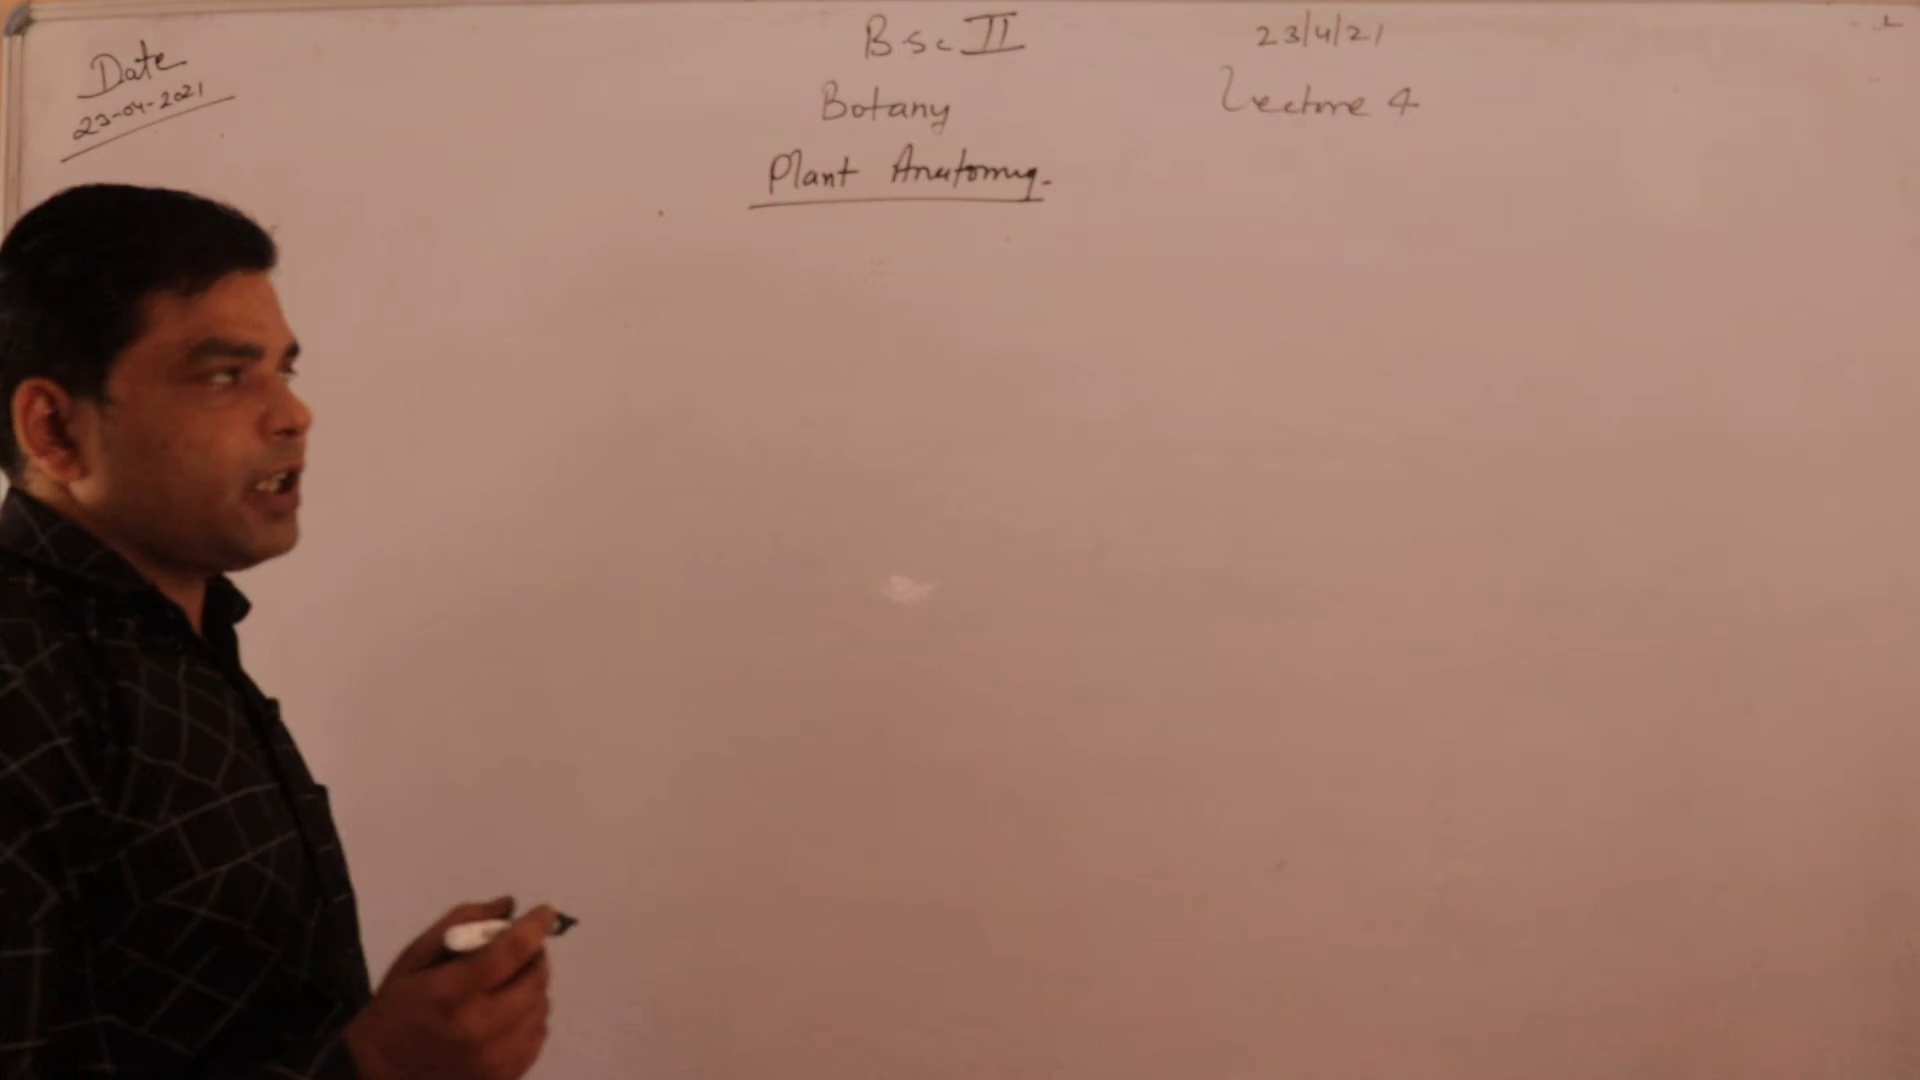 Date
23-04-2021
B.Sc II
Botany
Plant Anatomy.
23/4/21
Lecture 4